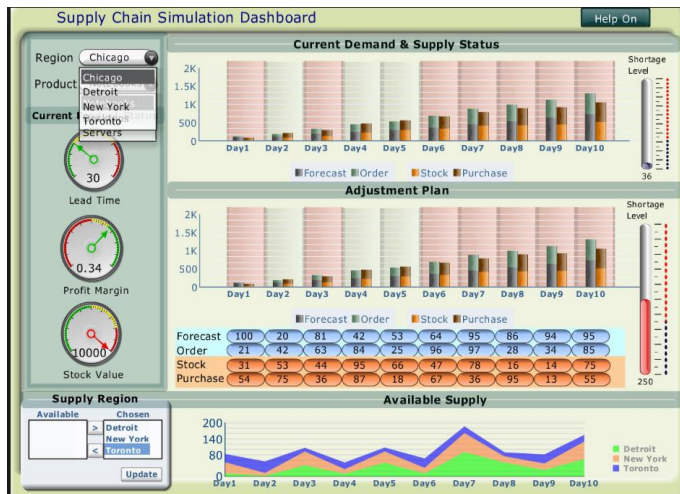 Supply Chain Simulation Dashboard
Help On
Region Chicago
Product
Chicago
Detroit
New York
Toronto
Servers
Current
30
Lead Time
0.34
Profit Margin
10000
Stock Value
Current Demand & Supply Status
Shortage Level
2K
1.5K
1K
500
0
Day1 Day2 Day3 Day4 Day5 Day6 Day7 Day8 Day9 Day10
Forecast Order Stock Purchase
36
Adjustment Plan
Shortage Level
2K
1.5K
1K
500
0
Day1 Day2 Day3 Day4 Day5 Day6 Day7 Day8 Day9 Day10
Forecast Order Stock Purchase
Forecast 100 20 81 42 53 64 95 86 94 95
Order 21 42 63 84 25 96 97 28 34 85
Stock 31 53 44 95 66 47 78 16 14 75
Purchase 54 75 36 87 18 67 36 95 13 55
250
Supply Region
Available Chosen
> Detroit
New York
< Toronto
Update
Available Supply
200
140
80
0
Day1 Day2 Day3 Day4 Day5 Day6 Day7 Day8 Day9 Day10
Detroit
New York
Toronto